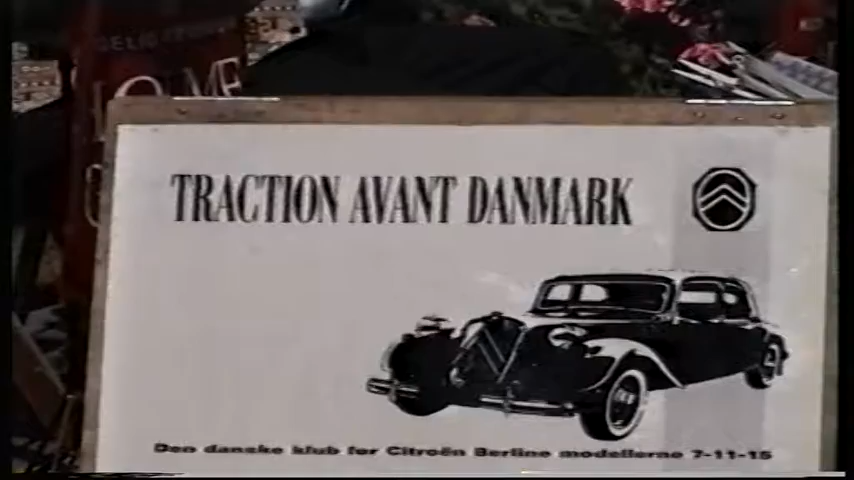 TRACTION AVANT DANMARK
Den danske klub for Citroën Berline modellerne 7-11-15